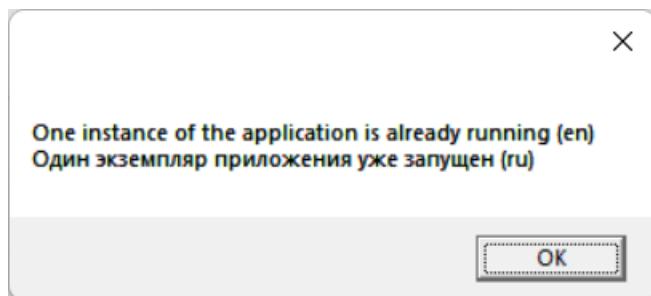 One instance of the application is already running (en)
Один экземпляр приложения уже запущен (ru)
OK